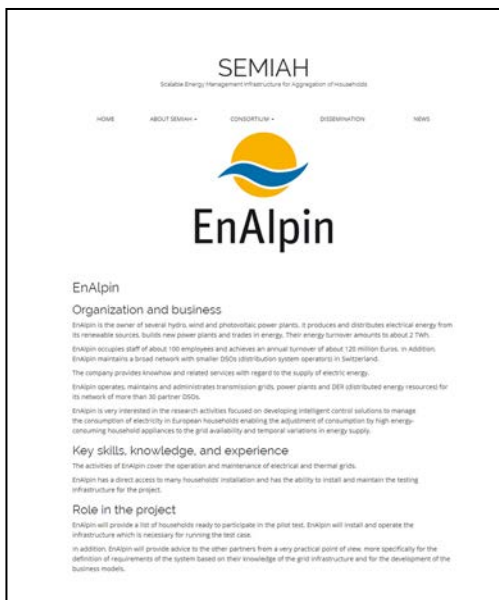 SEMIAH
Scalable Energy Management Infrastructure for Aggregation of Households
HOME ABOUT SEMIAH CONSORTIUM DISSEMINATION NEWS
EnAlpin
EnAlpin
Organization and business
EnAlpin is the owner of several hydro, wind and photovoltaic power plants. It produces and distributes electrical energy from
its renewable sources, builds new power plants and trades in energy. Their energy turnover amounts to about 2 TWh.
EnAlpin occupies staff of about 100 employees and achieves an annual turnover of about 120 million Euros. In Addition,
EnAlpin maintains a broad network with smaller DSOs (distribution system operators) in Switzerland.
The company provides knowhow and related services with regard to the supply of electric energy.
EnAlpin operates, maintains and administrates transmission grids, power plants and DER (distributed energy resources) for
its network of more than 30 partner DSOs.
EnAlpin is very interested in the research activities focused on developing intelligent control solutions to manage
the consumption of electricity in European households enabling the adjustment of consumption by high energy-
consuming household appliances to the grid availability and temporal variations in energy supply.
Key skills, knowledge, and experience
The activities of EnAlpin cover the operation and maintenance of electrical and thermal grids.
EnAlpin has a direct access to many households' installation and has the ability to install and maintain the testing
infrastructure for the project.
Role in the project
EnAlpin will provide a list of households ready to participate in the pilot test. EnAlpin will install and operate the
infrastructure which is necessary for running the test case.
In addition, EnAlpin will provide advice to the other partners from a very practical point of view, more specifically for the
definition of requirements of the system based on their knowledge of the grid infrastructure and for the development of the
business models.